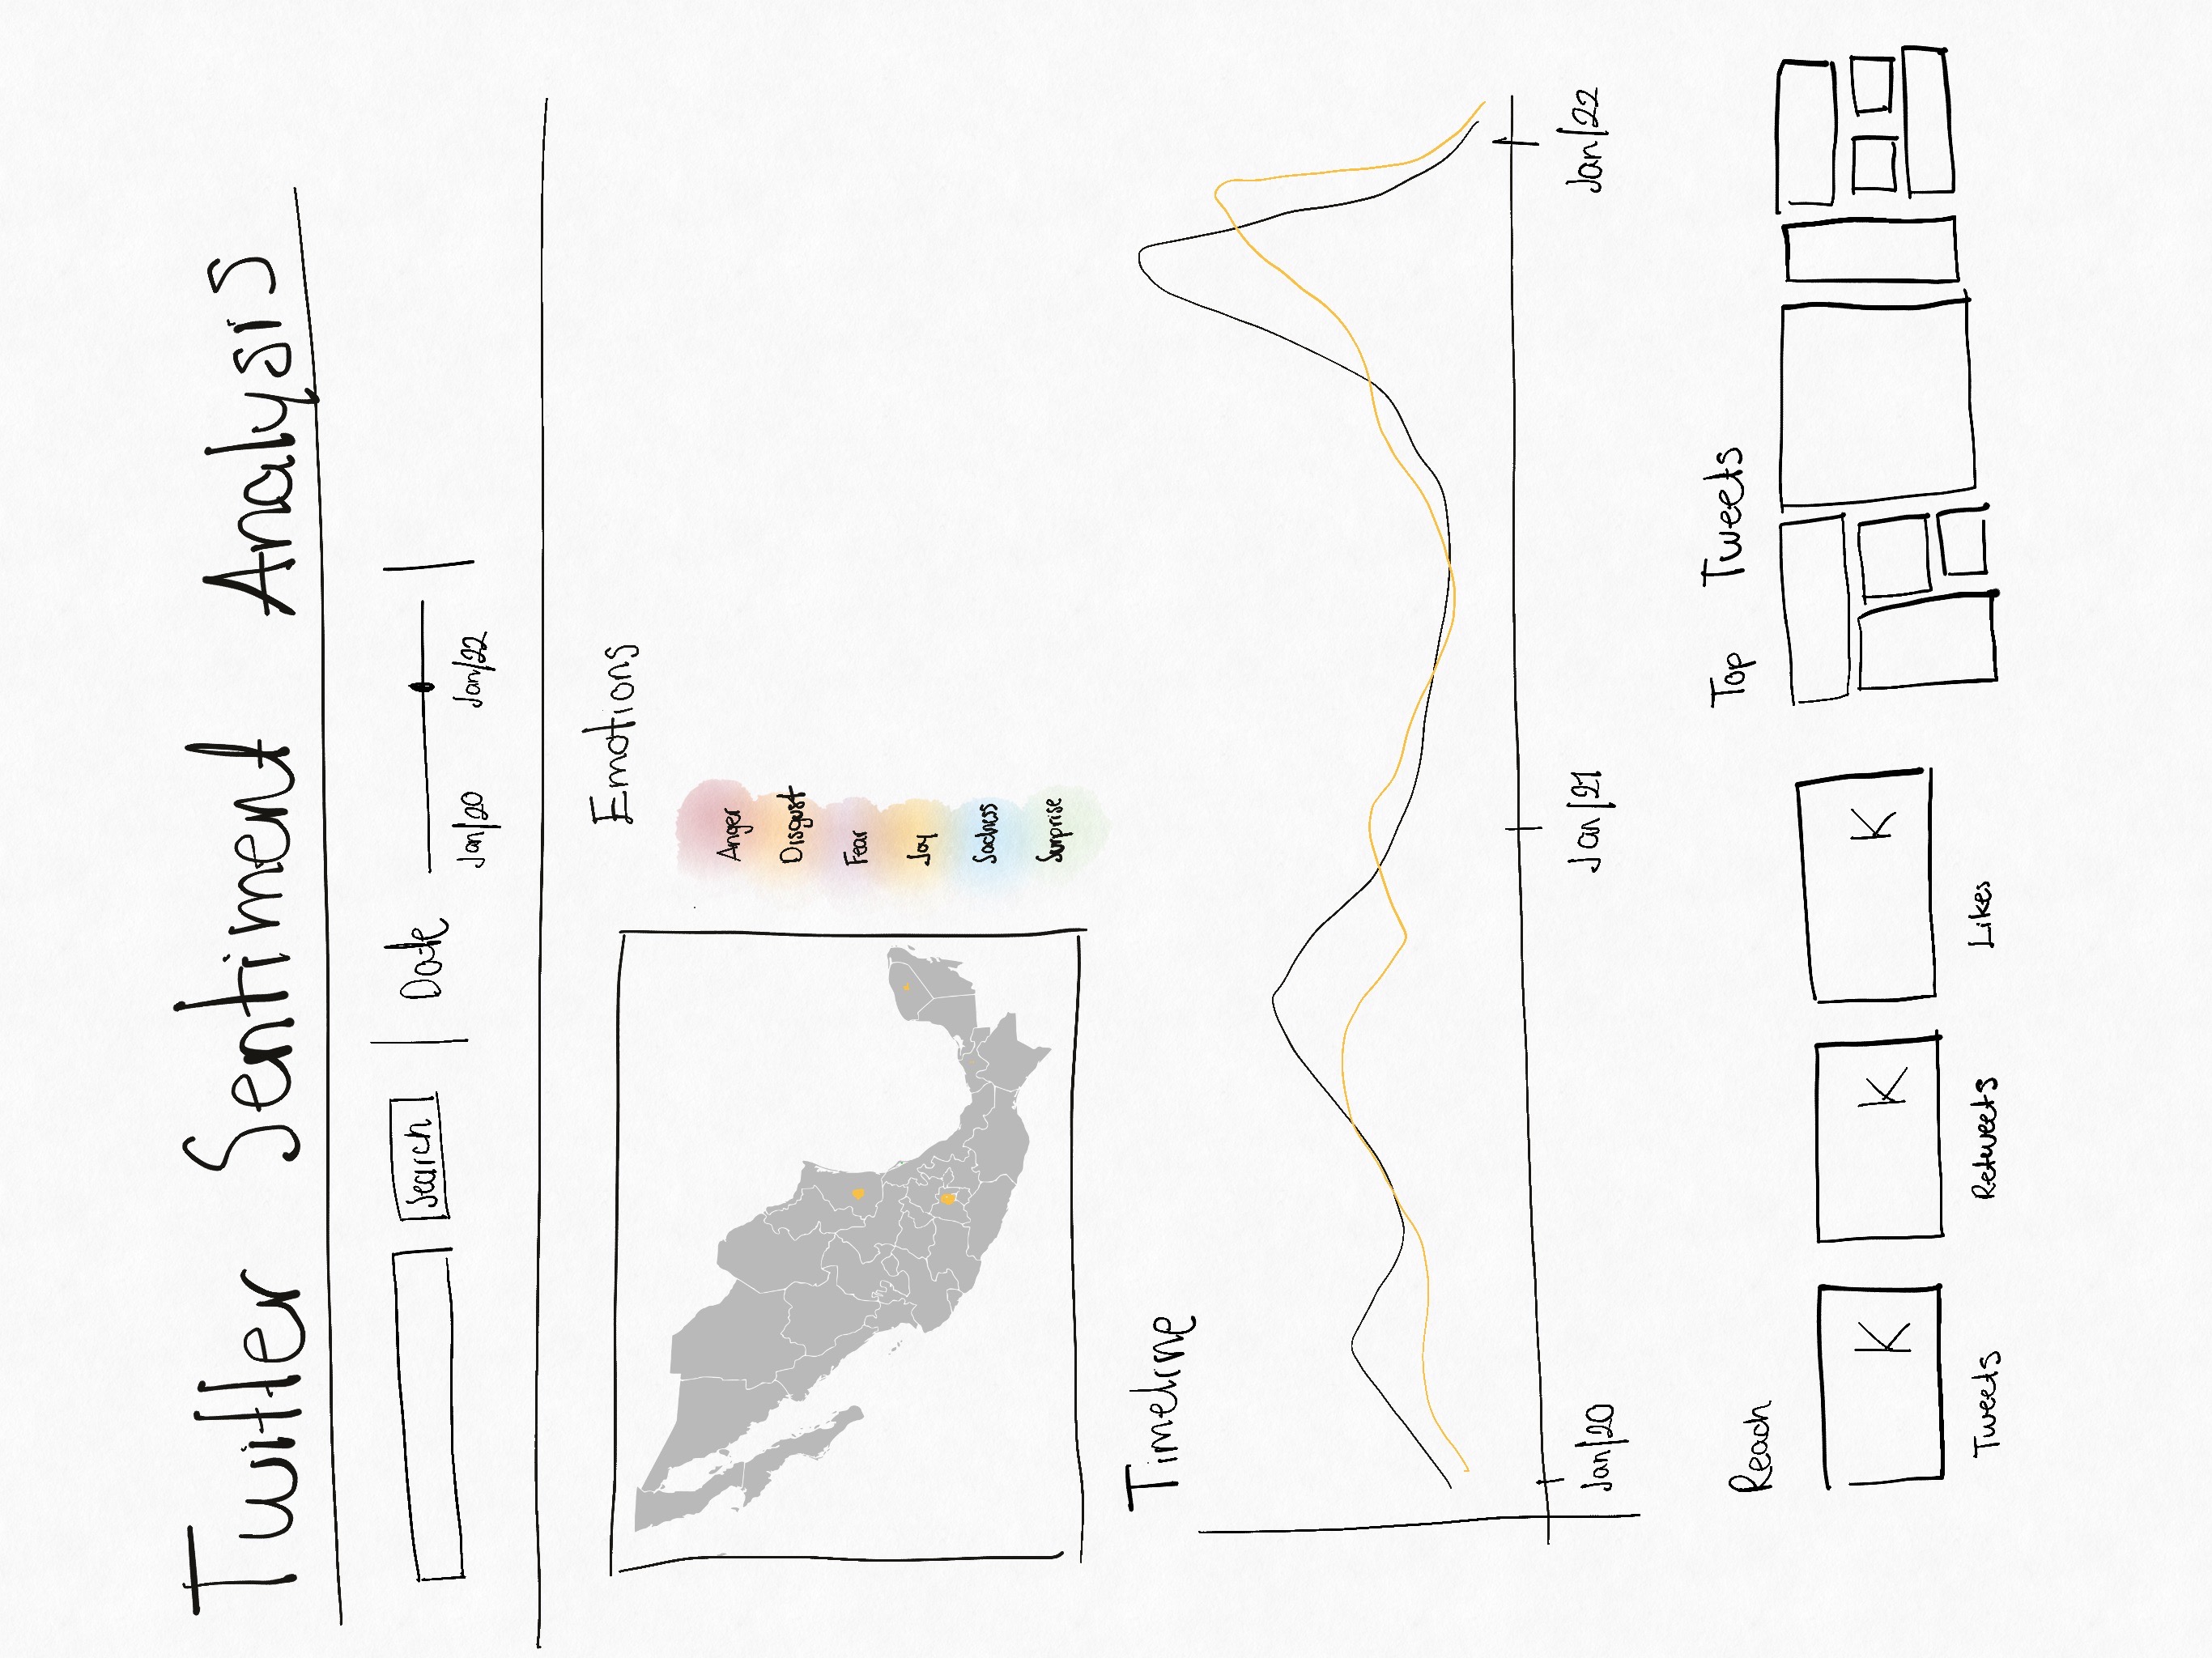 Twitter Sentiment Analysis
Search
Date
Jan/20 Jan/22
Emotions
Anger
Disgust
Fear
Joy
Sadness
Surprise
Timeline
Jan/20 Jan/21 Jan/22
Reach
Top Tweets
K K K
Tweets Retweets Likes